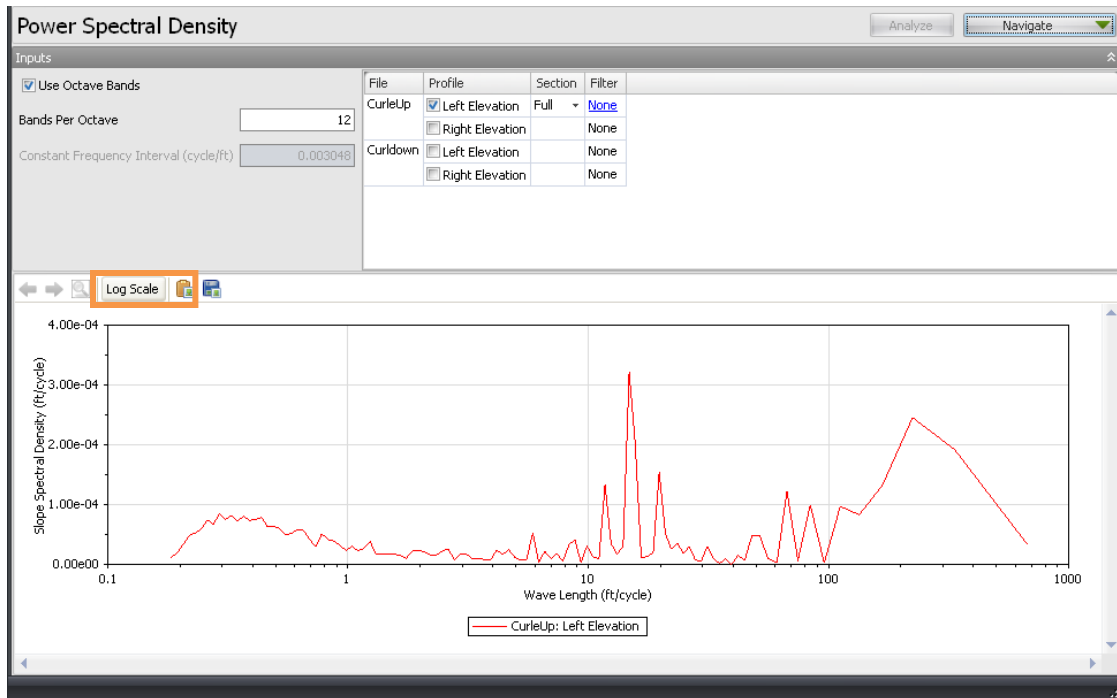 Power Spectral Density
Analyze
Navigate
Inputs
Use Octave Bands
Bands Per Octave 12
Constant Frequency Interval (cycle/ft) 0.003048
File Profile Section Filter
CurleUp Left Elevation Full None
Right Elevation None
Curldown Left Elevation None
Right Elevation None
Log Scale
4.00e-04
3.00e-04
2.00e-04
1.00e-04
0.00e00
Slope Spectral Density (ft/cycle)
0.1 1 10 100 1000
Wave Length (ft/cycle)
CurleUp: Left Elevation